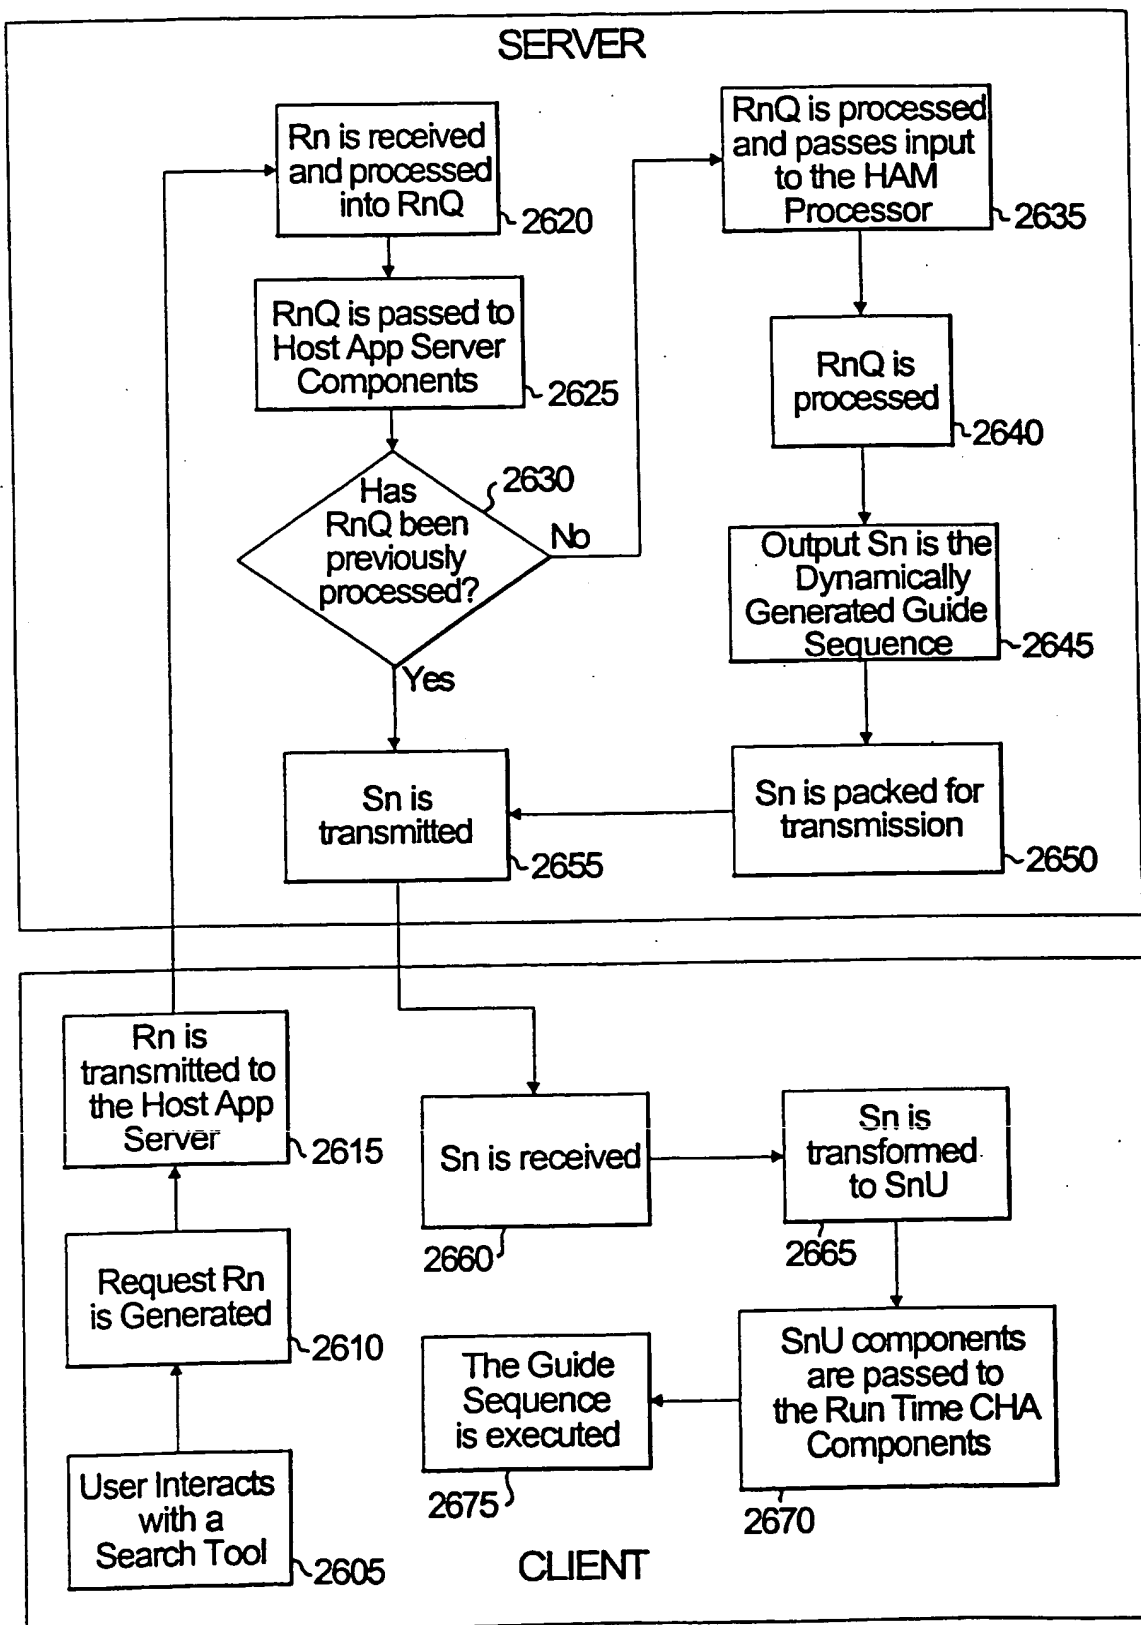 SERVER
Rn is received
and processed
into RnQ
2620
RnQ is passed to
Host App Server
Components
2625
Has
RnQ been
previously
processed?
2630
No
Yes
RnQ is processed
and passes input
to the HAM
Processor
2635
RnQ is
processed
2640
Output Sn is the
Dynamically
Generated Guide
Sequence
2645
Sn is packed for
transmission
2650
Sn is
transmitted
2655
Rn is
transmitted to
the Host App
Server
2615
Request Rn
is Generated
2610
User Interacts
with a
Search Tool
2605
Sn is received
2660
Sn is
transformed
to SnU
2665
SnU components
are passed to
the Run Time CHA
Components
2670
The Guide
Sequence
is executed
2675
CLIENT